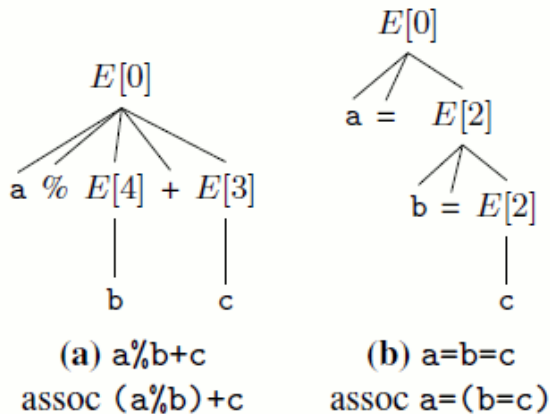 E[0]
a % E[4] + E[3]
b c
(a) a%b+c
assoc (a%b)+c
E[0]
a = E[2]
b = E[2]
c
(b) a=b=c
assoc a=(b=c)